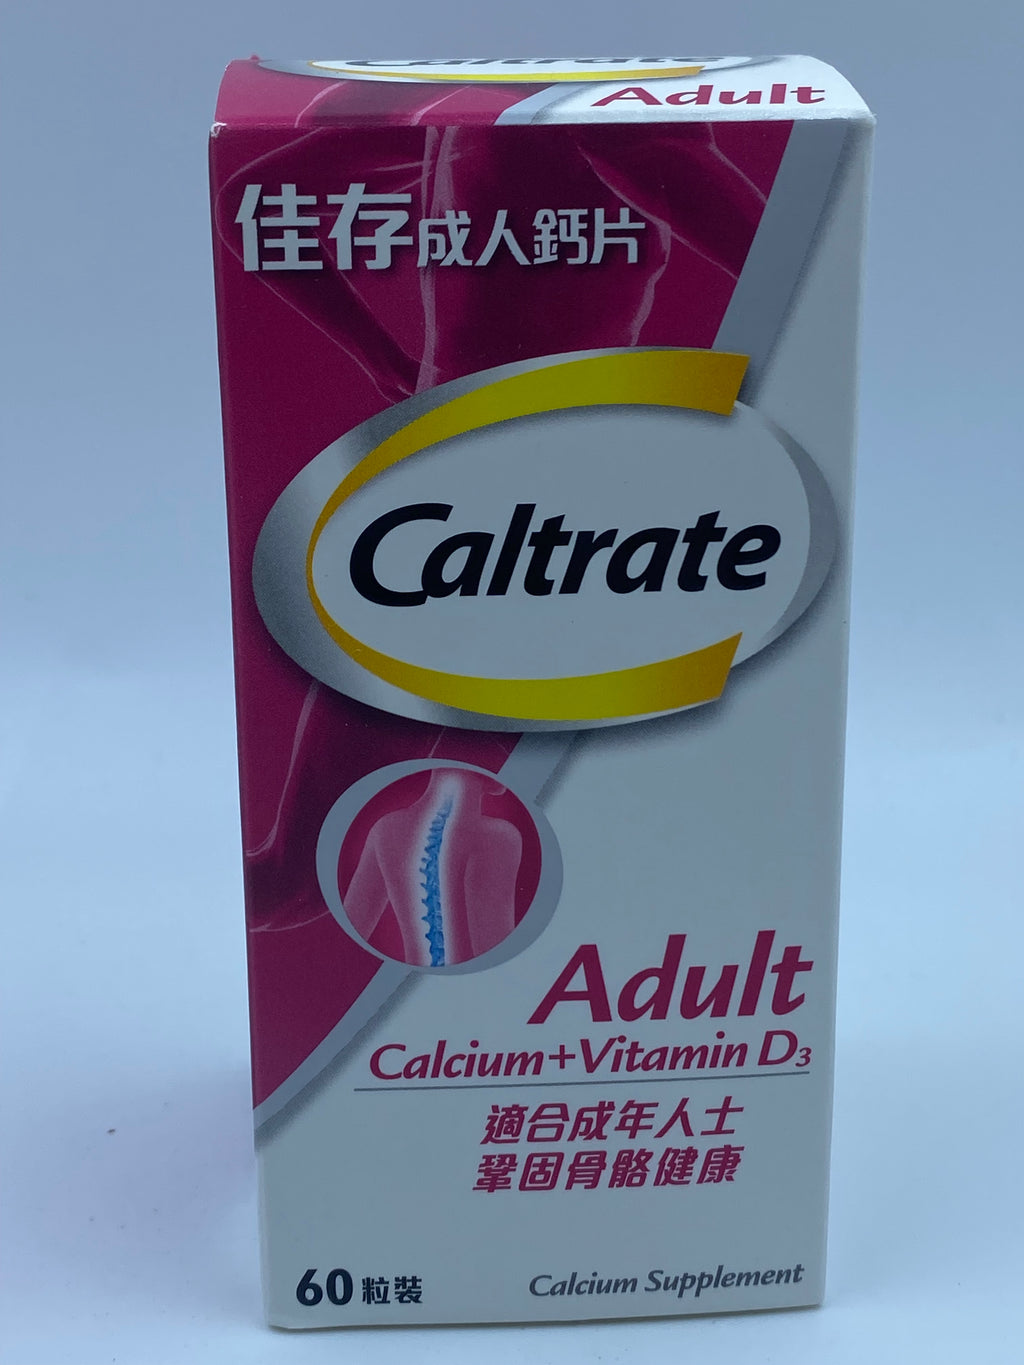 Caltrate
Adult
佳存成人鈣片
Caltrate
Adult
Calcium+Vitamin D3
適合成年人士
鞏固骨骼健康
60粒裝
Calcium Supplement